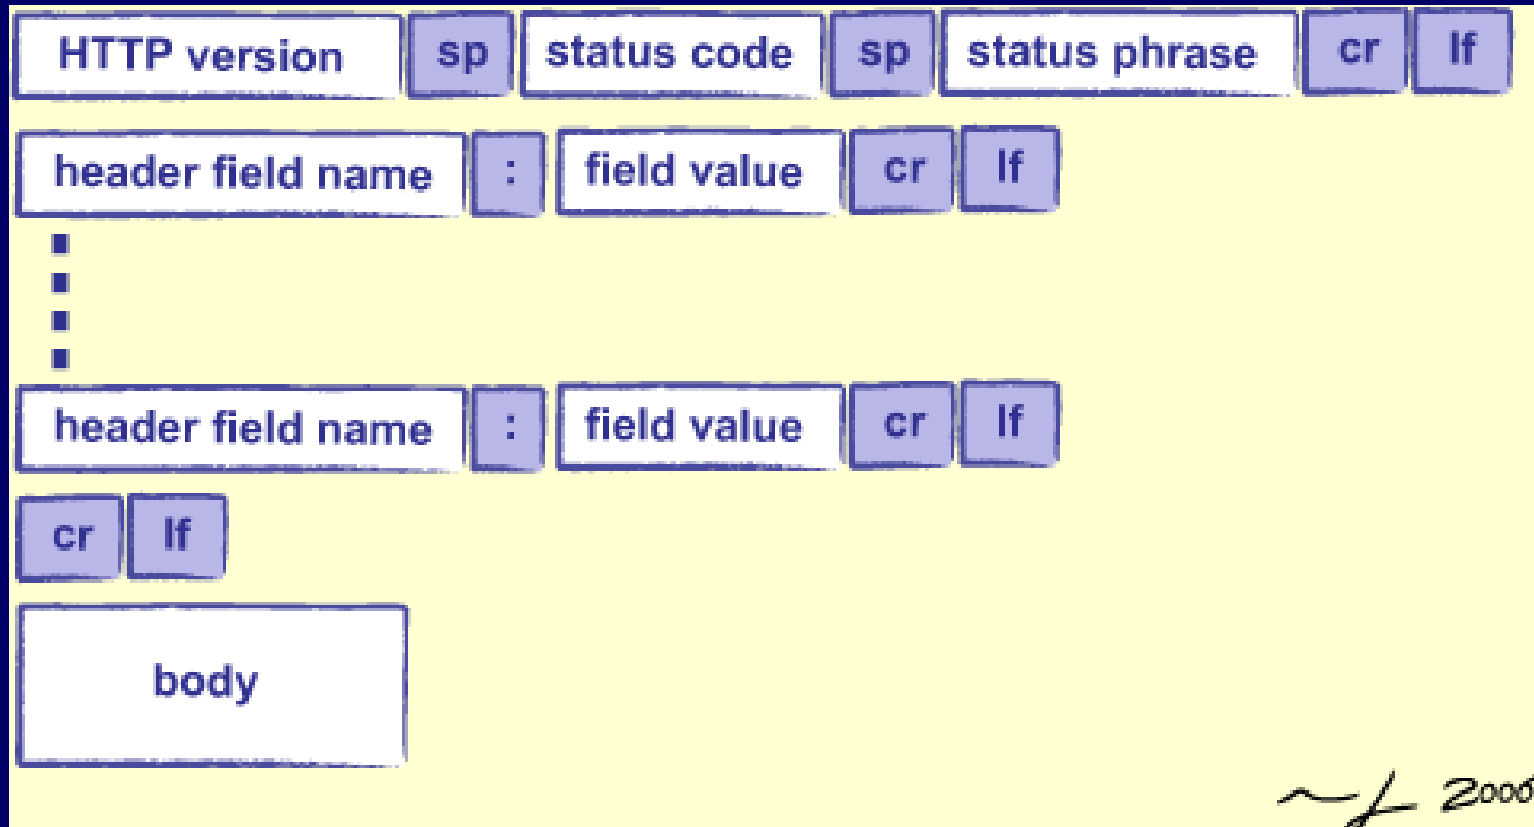 HTTP version sp status code sp status phrase cr lf
header field name : field value cr lf
header field name : field value cr lf
cr lf
body